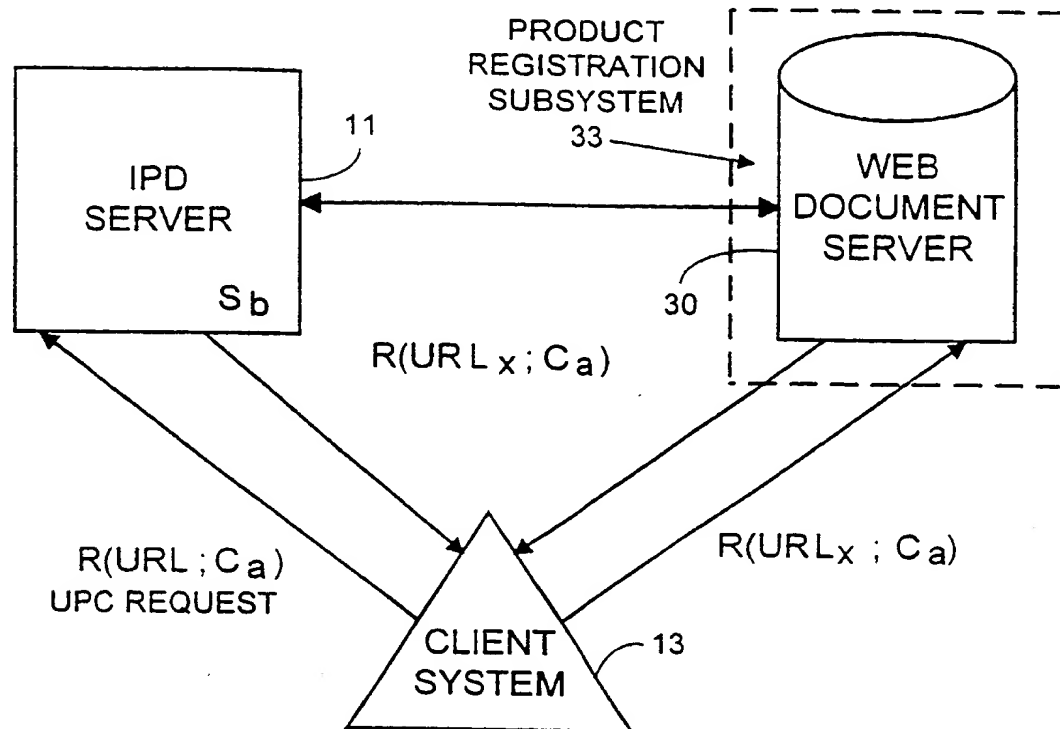 PRODUCT
REGISTRATION
SUBSYSTEM
33
11
IPD
SERVER
Sb
WEB
DOCUMENT
SERVER
30
R(URLx; Ca)
R(URL; Ca)
UPC REQUEST
R(URLx; Ca)
CLIENT
SYSTEM
13